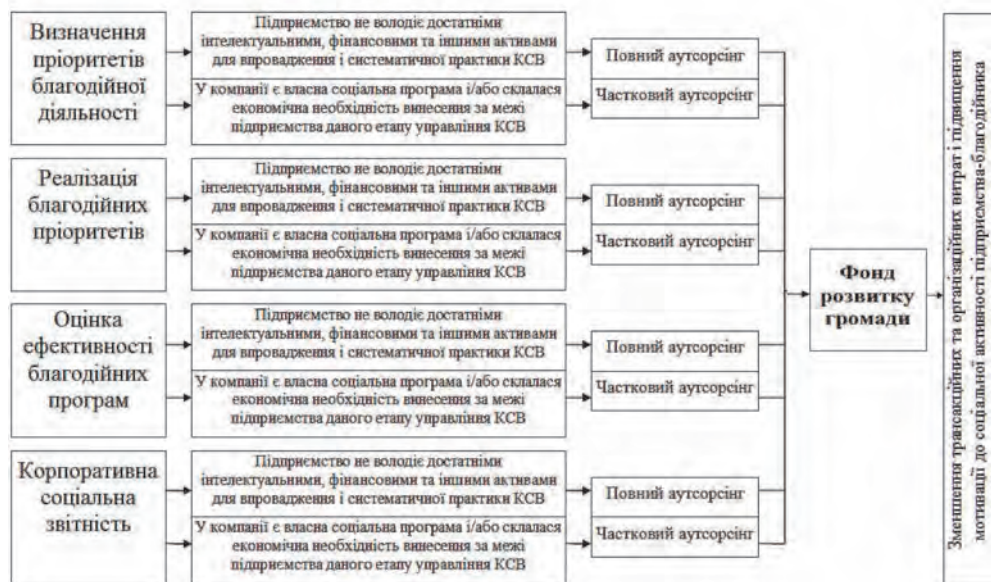 Визначення
пріоритетів
благодійної
діяльності
Підприємство не володіє достатніми
інтелектуальними, фінансовими та іншими активами
для впровадження і систематичної практики КСВ
У компанії є власна соціальна програма і/або склалася
економічна необхідність винесення за межі
підприємства даного етапу управління КСВ
Повний аутсорсінг
Частковий аутсорсінг
Реалізація
благодійних
пріоритетів
Підприємство не володіє достатніми
інтелектуальними, фінансовими та іншими активами
для впровадження і систематичної практики КСВ
У компанії є власна соціальна програма і/або склалася
економічна необхідність винесення за межі
підприємства даного етапу управління КСВ
Повний аутсорсінг
Частковий аутсорсінг
Оцінка
ефективності
благодійних
програм
Підприємство не володіє достатніми
інтелектуальними, фінансовими та іншими активами
для впровадження і систематичної практики КСВ
У компанії є власна соціальна програма і/або склалася
економічна необхідність винесення за межі
підприємства даного етапу управління КСВ
Повний аутсорсінг
Частковий аутсорсінг
Корпоративна
соціальна
звітність
Підприємство не володіє достатніми
інтелектуальними, фінансовими та іншими активами
для впровадження і систематичної практики КСВ
У компанії є власна соціальна програма і/або склалася
економічна необхідність винесення за межі
підприємства даного етапу управління КСВ
Повний аутсорсінг
Частковий аутсорсінг
Фонд
розвитку
громади
Зменшення трансакційних та організаційних витрат і підвищення
мотивації до соціальної активності підприємства-благодійника